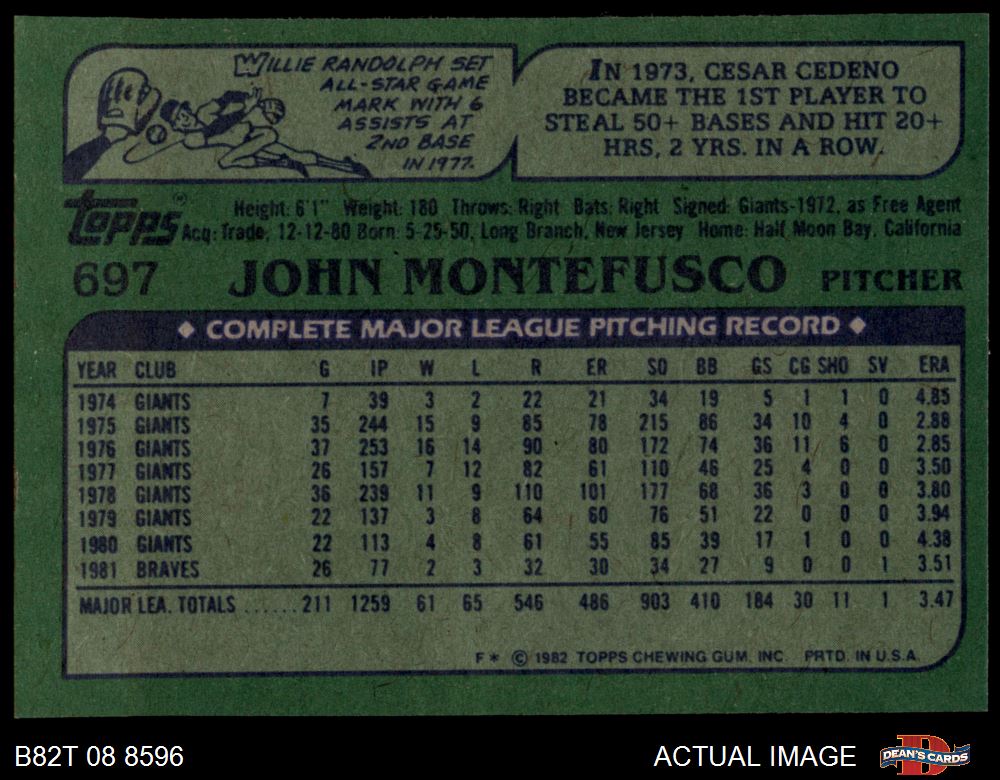 WILLIE RANDOLPH SET
ALL-STAR GAME
MARK WITH 6
ASSISTS AT
2ND BASE
IN 1977.
IN 1973, CESAR CEDENO
BECAME THE 1ST PLAYER TO
STEAL 50+ BASES AND HIT 20+
HRS, 2 YRS. IN A ROW.
topps®
Height: 6'1" Weight: 180 Throws: Right Bats: Right Signed: Giants-1972, as Free Agent
Acq: Trade, 12-12-80 Born: 5-25-50, Long Branch, New Jersey Home: Half Moon Bay, California
697 JOHN MONTEFUSCO PITCHER
◆ COMPLETE MAJOR LEAGUE PITCHING RECORD ◆
YEAR CLUB G IP W L R ER SO BB GS CG SHO SV ERA
1974 GIANTS 7 39 3 2 22 21 34 19 5 1 1 0 4.85
1975 GIANTS 35 244 15 9 85 78 215 86 34 10 4 0 2.88
1976 GIANTS 37 253 16 14 90 80 172 74 36 11 6 0 2.85
1977 GIANTS 26 157 7 12 82 61 110 46 25 4 0 0 3.50
1978 GIANTS 36 239 11 9 110 101 177 68 36 3 0 0 3.80
1979 GIANTS 22 137 3 8 64 60 76 51 22 0 0 0 3.94
1980 GIANTS 22 113 4 8 61 55 85 39 17 1 0 0 4.38
1981 BRAVES 26 77 2 3 32 30 34 27 9 0 0 1 3.51
MAJOR LEA. TOTALS ......211 1259 61 65 546 486 903 410 184 30 11 1 3.47
F* © 1982 TOPPS CHEWING GUM, INC. PRTD. IN U.S.A.
B82T 08 8596
ACTUAL IMAGE
D
DEAN'S CARDS